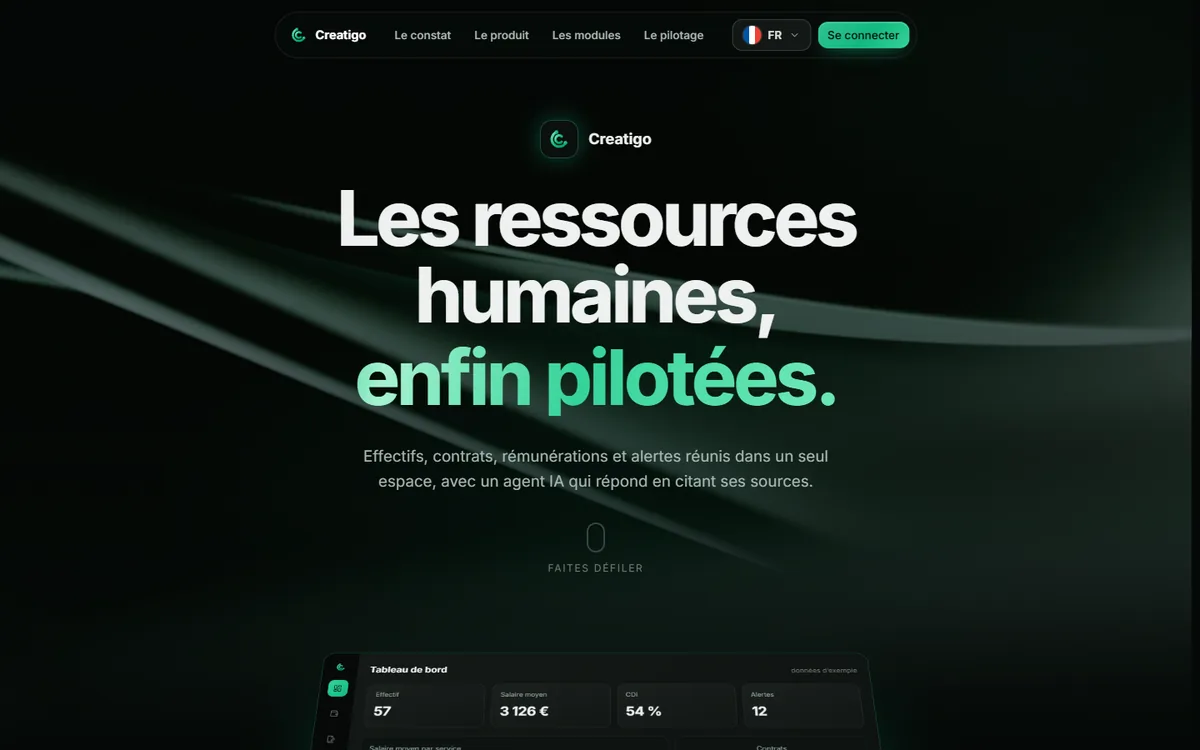 Creatigo
Le constat
Le produit
Les modules
Le pilotage
FR
Se connecter
Creatigo
Les ressources
humaines,
enfin pilotées.
Effectifs, contrats, rémunérations et alertes réunis dans un seul
espace, avec un agent IA qui répond en citant ses sources.
FAITES DÉFILER
Tableau de bord
données d'exemple
Effectif
57
Salaire moyen
3 126 €
CDI
54 %
Alertes
12
Salaire moyen par service
Contrats